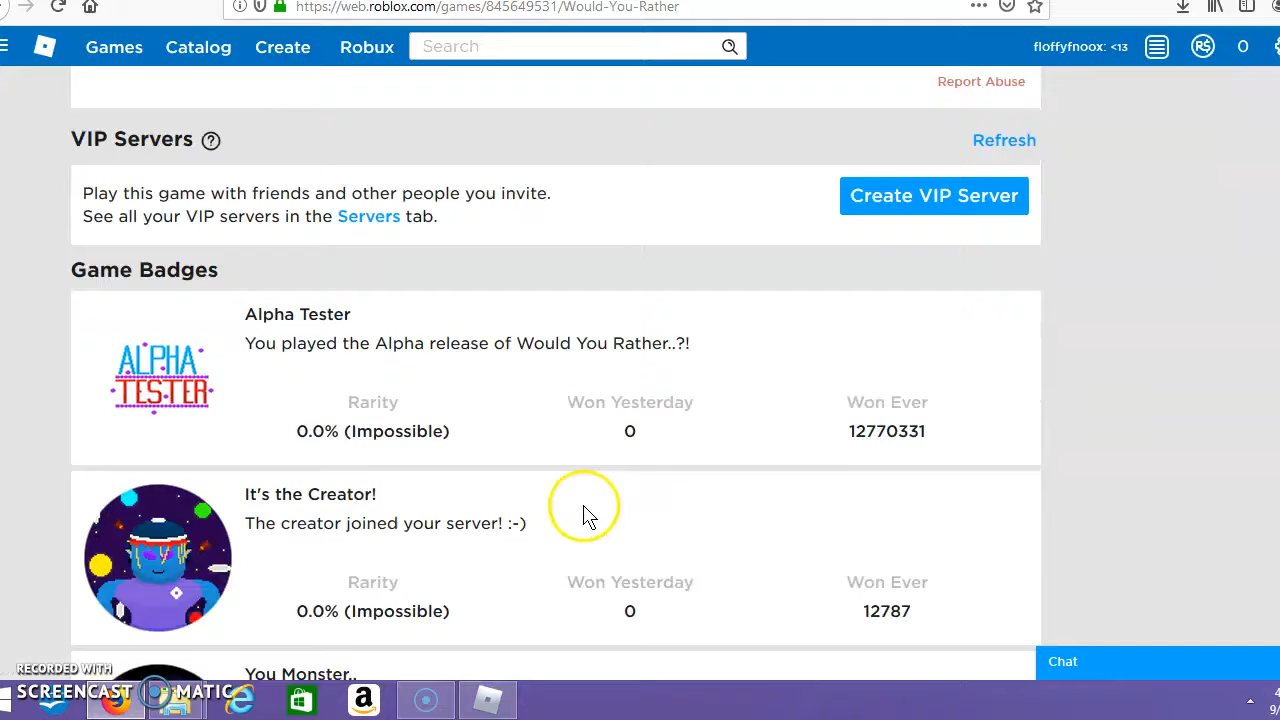 https://web.roblox.com/games/845649531/Would-You-Rather
Games
Catalog
Create
Robux
Search
floffyfnoox: <13
R$
0
Report Abuse
VIP Servers ?
Refresh
Play this game with friends and other people you invite.
See all your VIP servers in the Servers tab.
Create VIP Server
Game Badges
ALPHA
TESTER
Alpha Tester
You played the Alpha release of Would You Rather..?!
Rarity
Won Yesterday
Won Ever
0.0% (Impossible)
0
12770331
It's the Creator!
The creator joined your server! :-)
Rarity
Won Yesterday
Won Ever
0.0% (Impossible)
0
12787
You Monster..
Chat
RECORDED WITH
SCREENCAST MATIC